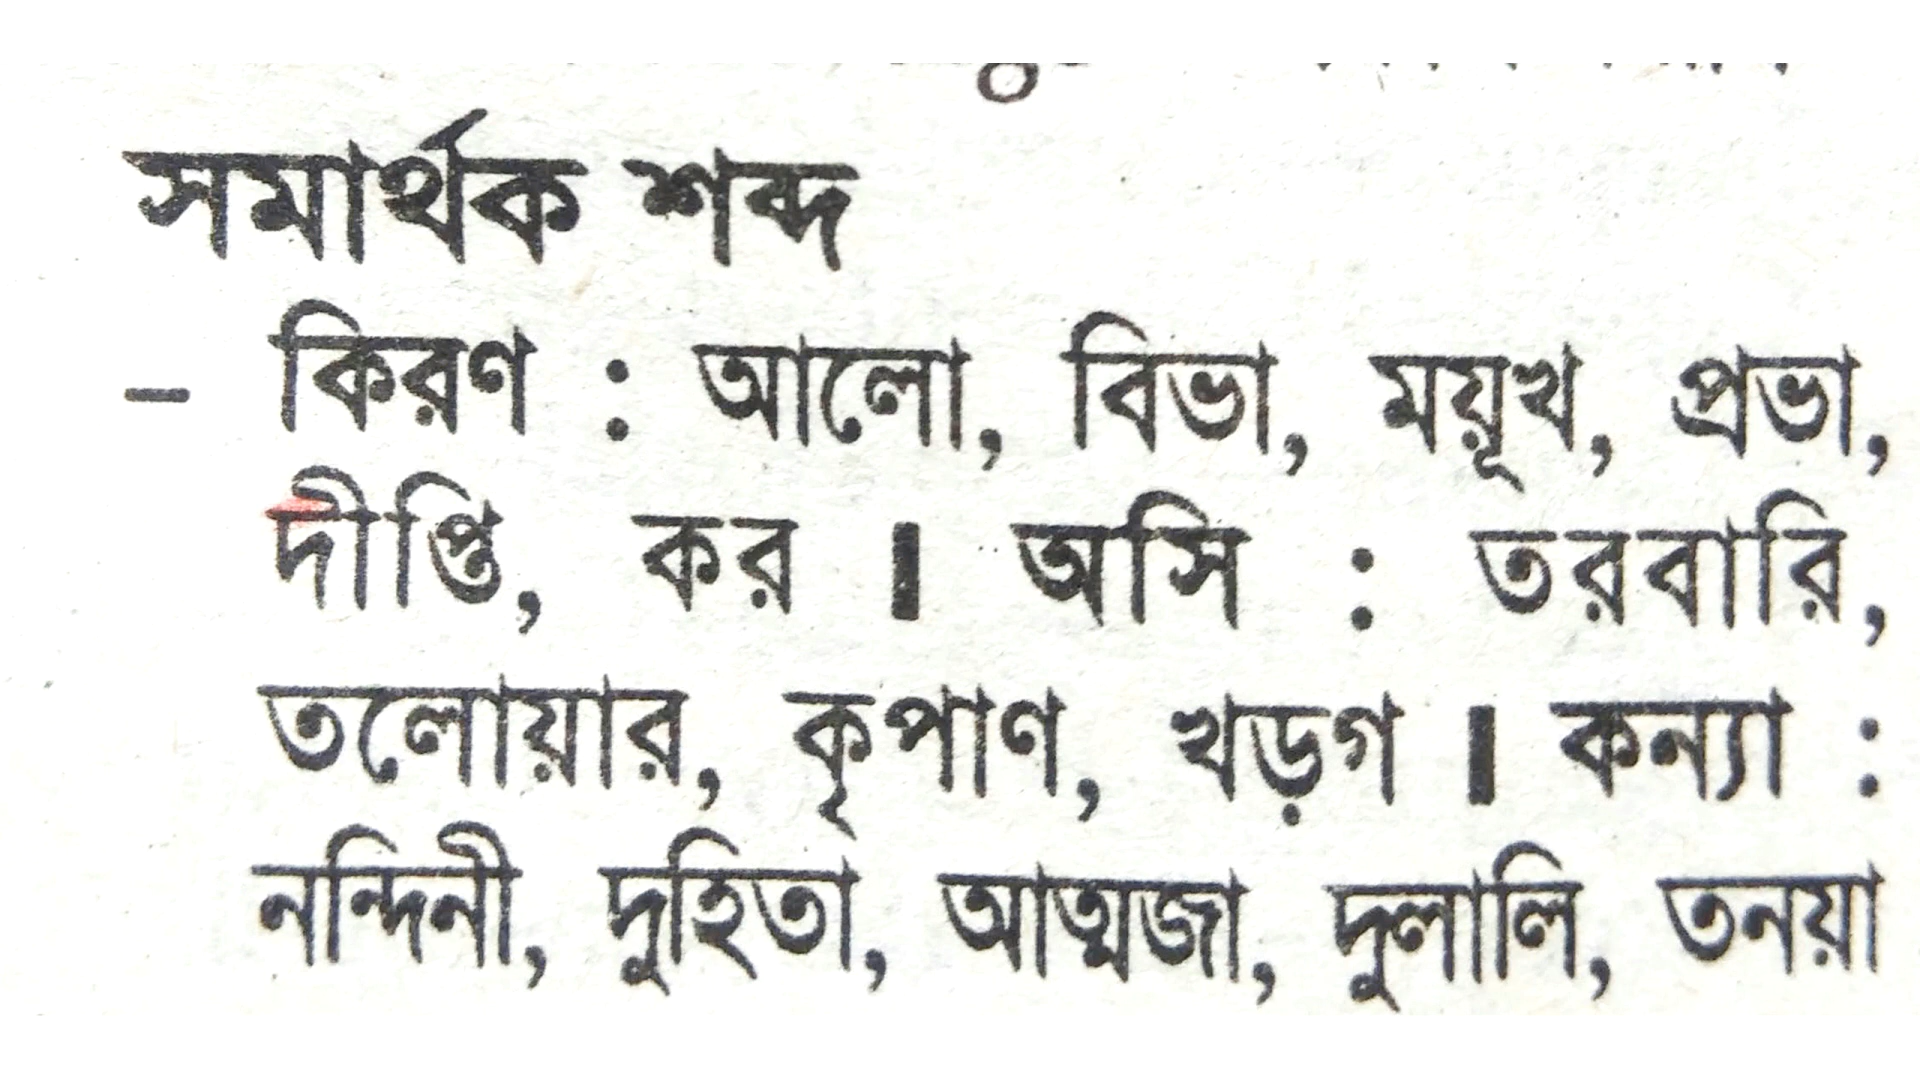 সমার্থক শব্দ
– কিরণ : আলো, বিভা, ময়ূখ, প্রভা,
দীপ্তি, কর ▮ অসি : তরবারি,
তলোয়ার, কৃপাণ, খড়গ ▮ কন্যা :
নন্দিনী, দুহিতা, আত্মজা, দুলালি, তনয়া